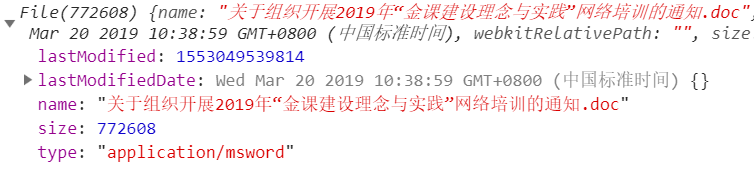 File(772608) {name: "关于组织开展2019年“金课建设理念与实践”网络培训的通知.doc",
Mar 20 2019 10:38:59 GMT+0800 (中国标准时间), webkitRelativePath: "", size
lastModified: 1553049539814
lastModifiedDate: Wed Mar 20 2019 10:38:59 GMT+0800 (中国标准时间) {}
name: "关于组织开展2019年“金课建设理念与实践”网络培训的通知.doc"
size: 772608
type: "application/msword"